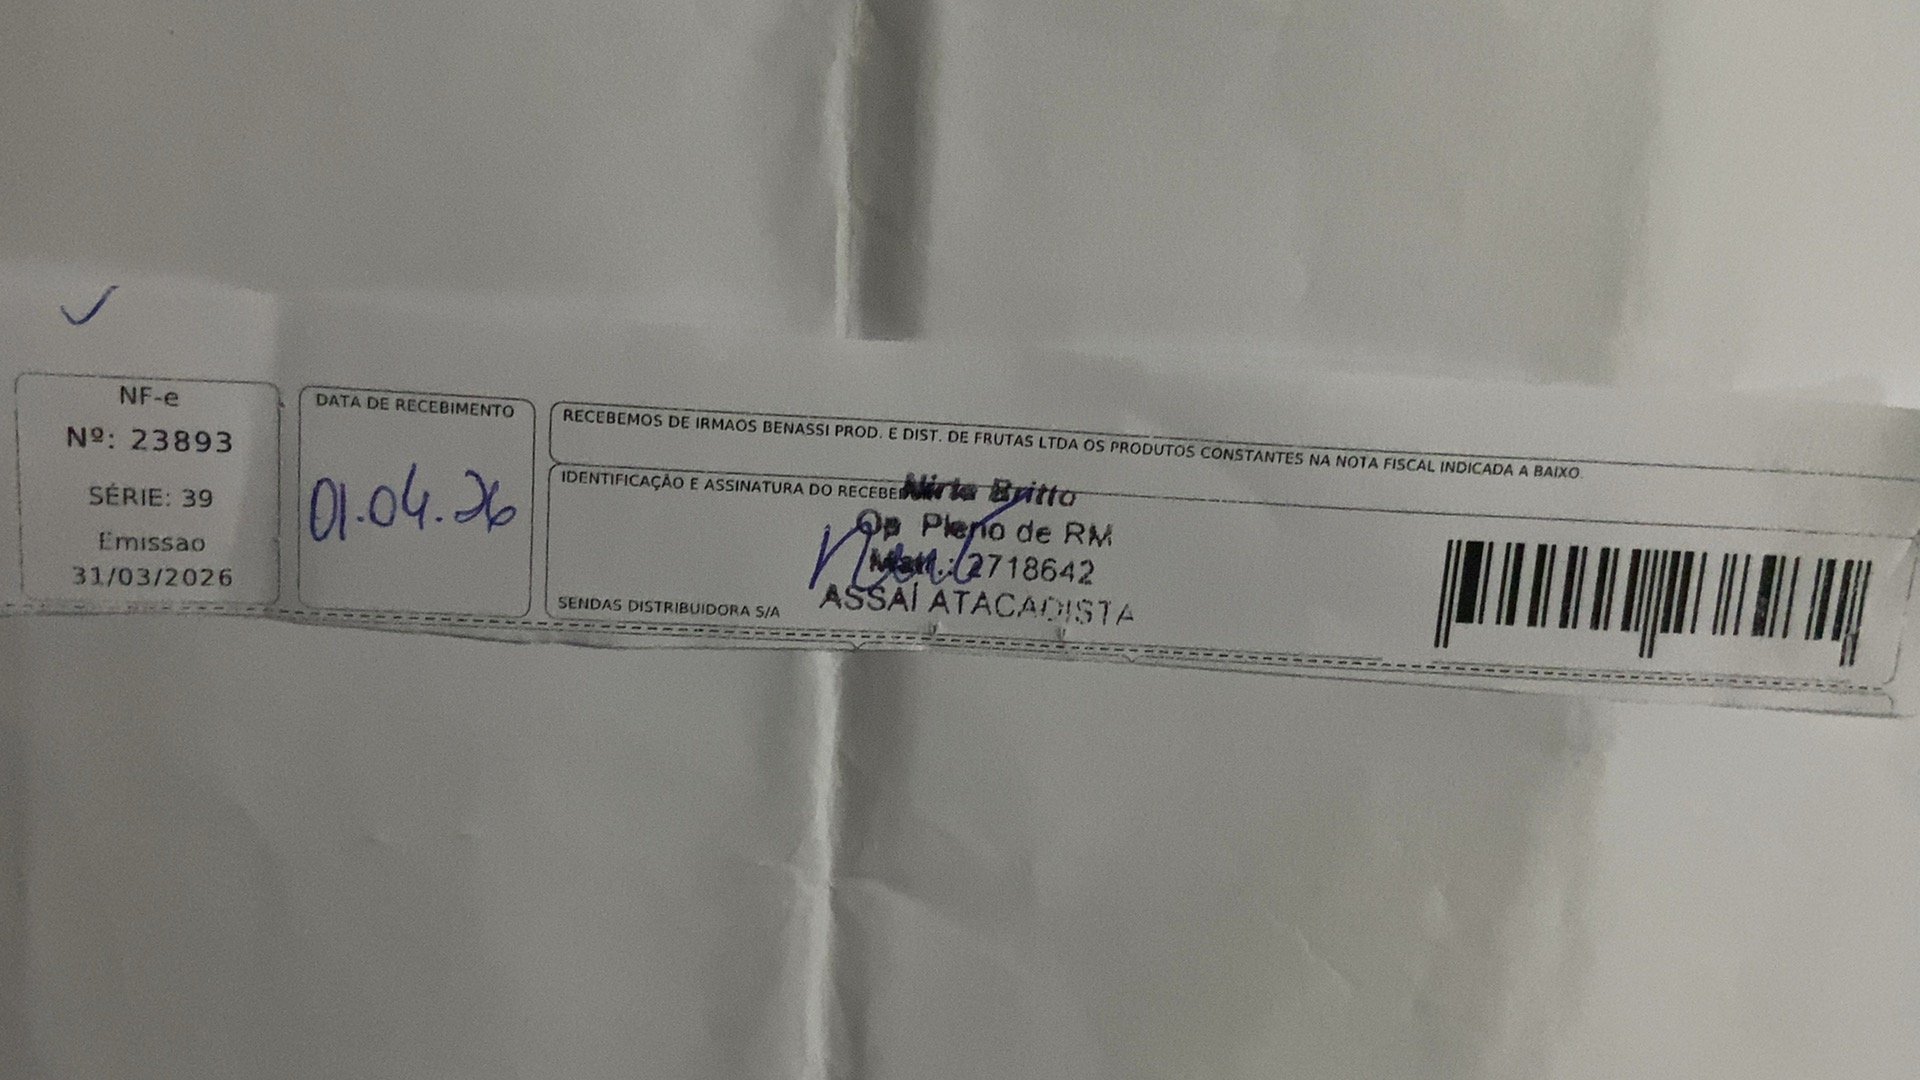 NF-e
Nº: 23893
SÉRIE: 39
Emissao
31/03/2026
DATA DE RECEBIMENTO
01.04.26
RECEBEMOS DE IRMAOS BENASSI PROD. E DIST. DE FRUTAS LTDA OS PRODUTOS CONSTANTES NA NOTA FISCAL INDICADA A BAIXO
IDENTIFICAÇÃO E ASSINATURA DO
Britto
Op Pleno de RM
2718642
ASSAÍ ATACADISTA
SENDAS DISTRIBUIDORA S/A